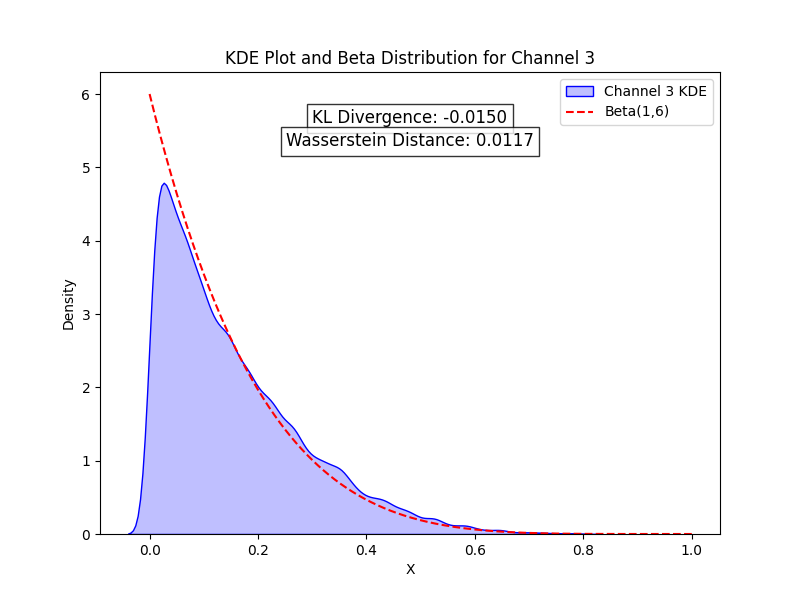 KDE Plot and Beta Distribution for Channel 3
KL Divergence: -0.0150
Wasserstein Distance: 0.0117
Channel 3 KDE
Beta(1,6)
Density
6
5
4
3
2
1
0
0.0 0.2 0.4 0.6 0.8 1.0
X